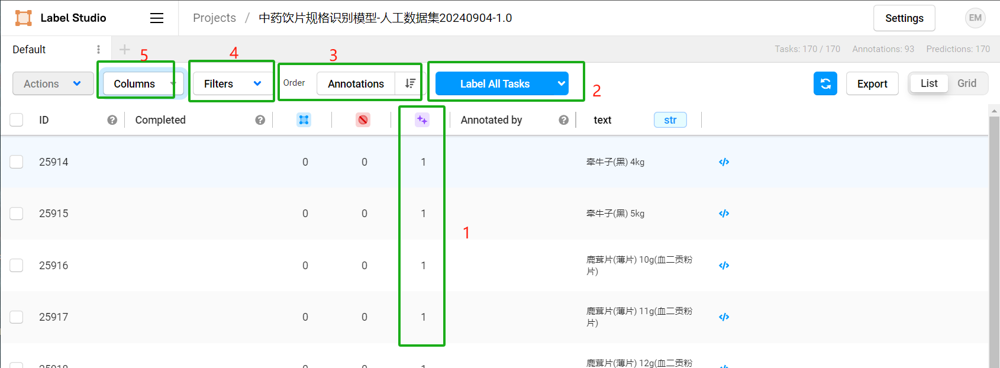 Label Studio
Projects / 中药饮片规格识别模型-人工数据集20240904-1.0
Settings
EM
Default
Tasks: 170 / 170 Annotations: 93 Predictions: 170
5
4
3
Actions
Columns
Filters
Order
Annotations
Label All Tasks
2
Export
List
Grid
ID
Completed
Annotated by
text
str
25914 0 0 1 牵牛子(黑) 4kg
25915 0 0 1 牵牛子(黑) 5kg
1
25916 0 0 1 鹿茸片(薄片) 10g(血二贡粉
片)
25917 0 0 1 鹿茸片(薄片) 11g(血二贡粉
片)
鹿茸片(薄片) 12g(血二贡粉